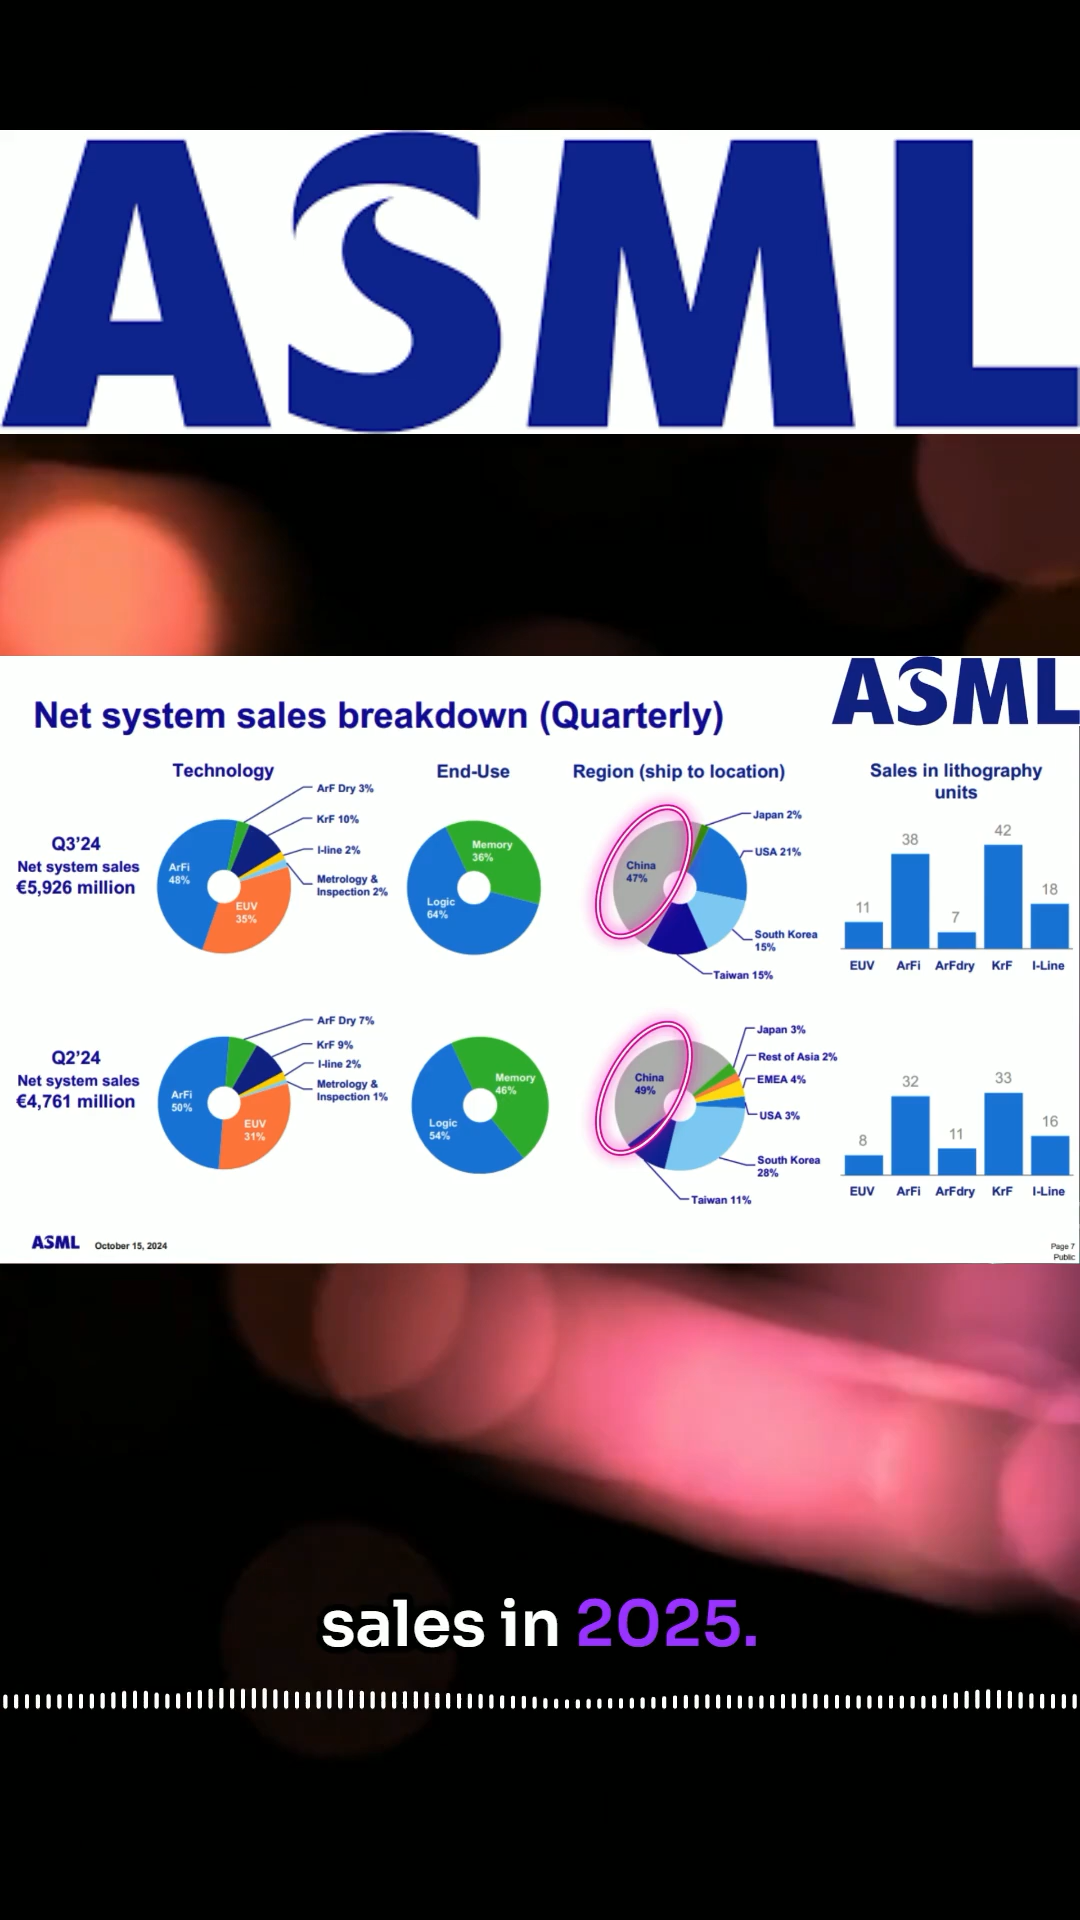 ASML
ASML
Net system sales breakdown (Quarterly)
Technology
End-Use
Region (ship to location)
Sales in lithography
units
Q3’24
Net system sales
€5,926 million
ArF Dry 3%
KrF 10%
I-line 2%
Metrology &
Inspection 2%
ArFi
48%
EUV
35%
Memory
36%
Logic
64%
China
47%
Japan 2%
USA 21%
South Korea
15%
Taiwan 15%
11
38
7
42
18
EUV
ArFi
ArFdry
KrF
I-Line
Q2’24
Net system sales
€4,761 million
ArF Dry 7%
KrF 9%
I-line 2%
Metrology &
Inspection 1%
ArFi
50%
EUV
31%
Memory
46%
Logic
54%
China
49%
Japan 3%
Rest of Asia 2%
EMEA 4%
USA 3%
South Korea
28%
Taiwan 11%
8
32
11
33
16
EUV
ArFi
ArFdry
KrF
I-Line
ASML
October 15, 2024
Page 7
Public
sales in 2025.